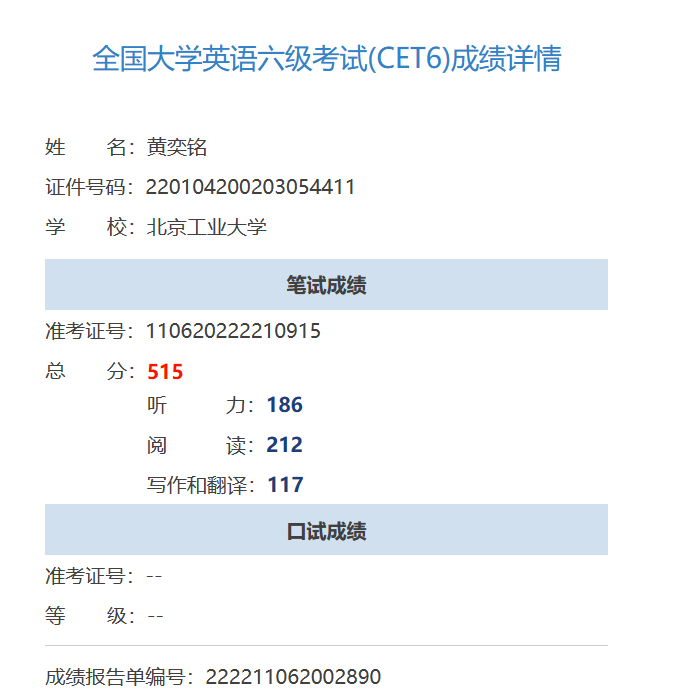 全国大学英语六级考试(CET6)成绩详情
姓 名：黄奕铭
证件号码：220104200203054411
学 校：北京工业大学
笔试成绩
准考证号：110620222210915
总 分：515
听 力：186
阅 读：212
写作和翻译：117
口试成绩
准考证号：--
等 级：--
成绩报告单编号：222211062002890